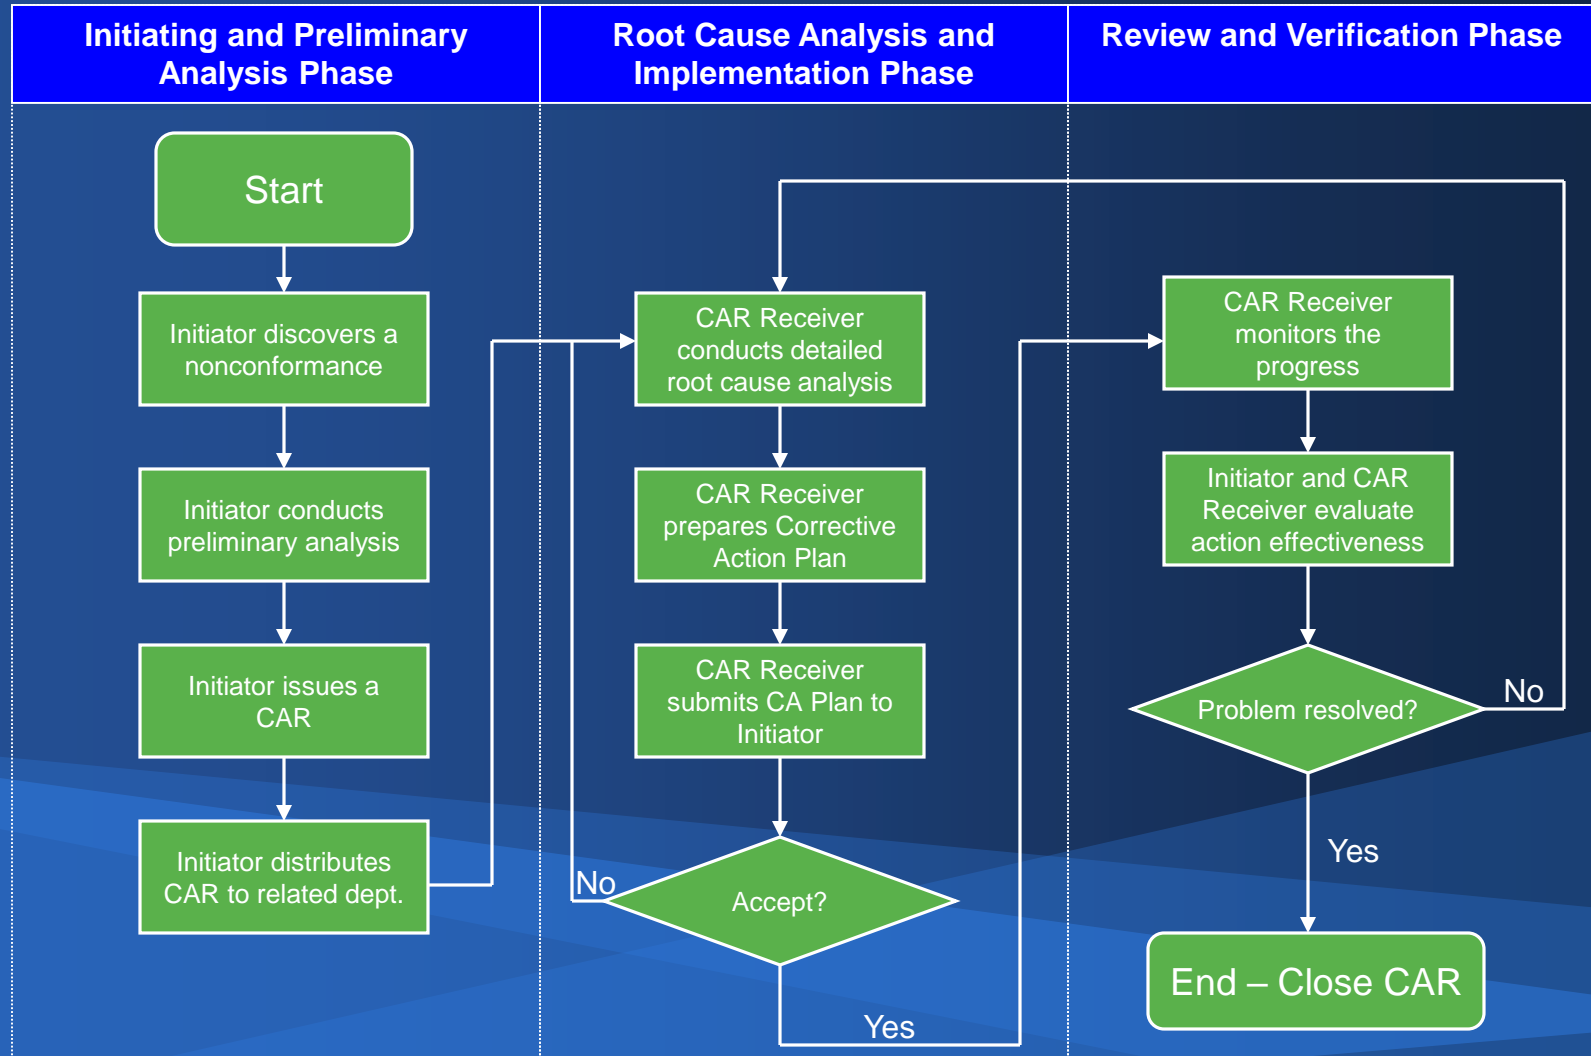 Initiating and Preliminary
Analysis Phase
Root Cause Analysis and
Implementation Phase
Review and Verification Phase
Start
Initiator discovers a
nonconformance
Initiator conducts
preliminary analysis
Initiator issues a
CAR
Initiator distributes
CAR to related dept.
CAR Receiver
conducts detailed
root cause analysis
CAR Receiver
prepares Corrective
Action Plan
CAR Receiver
submits CA Plan to
Initiator
No
Accept?
Yes
CAR Receiver
monitors the
progress
Initiator and CAR
Receiver evaluate
action effectiveness
Problem resolved?
No
Yes
End – Close CAR